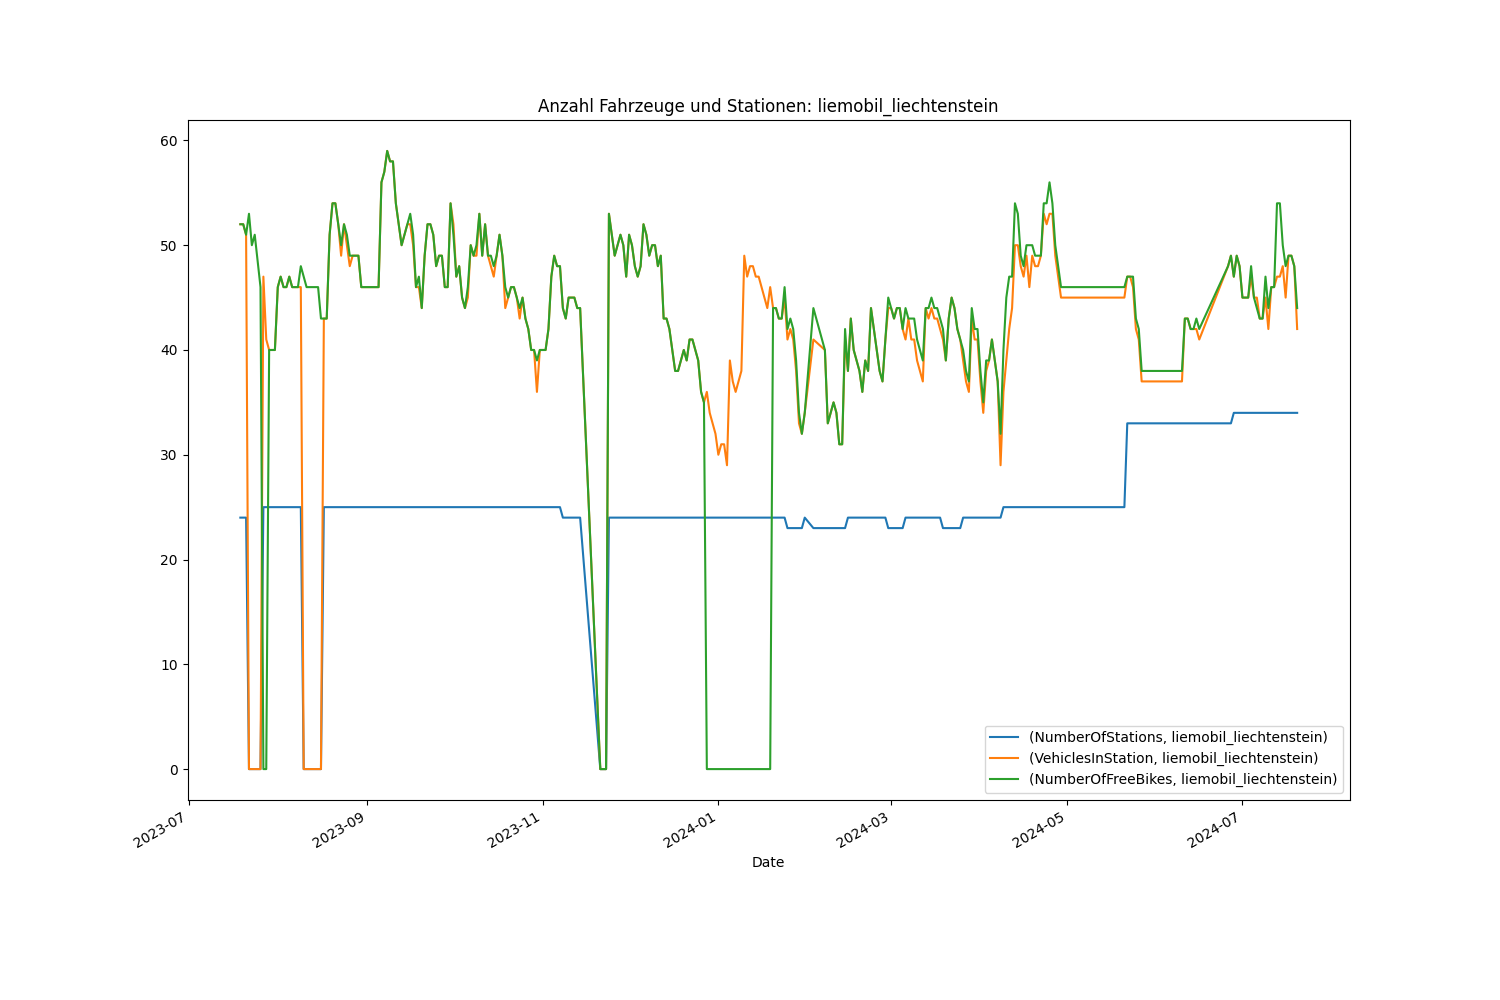 Anzahl Fahrzeuge und Stationen: liemobil_liechtenstein
60
50
40
30
20
10
0
2023-07
2023-09
2023-11
2024-01
2024-03
2024-05
2024-07
Date
(NumberOfStations, liemobil_liechtenstein)
(VehiclesInStation, liemobil_liechtenstein)
(NumberOfFreeBikes, liemobil_liechtenstein)